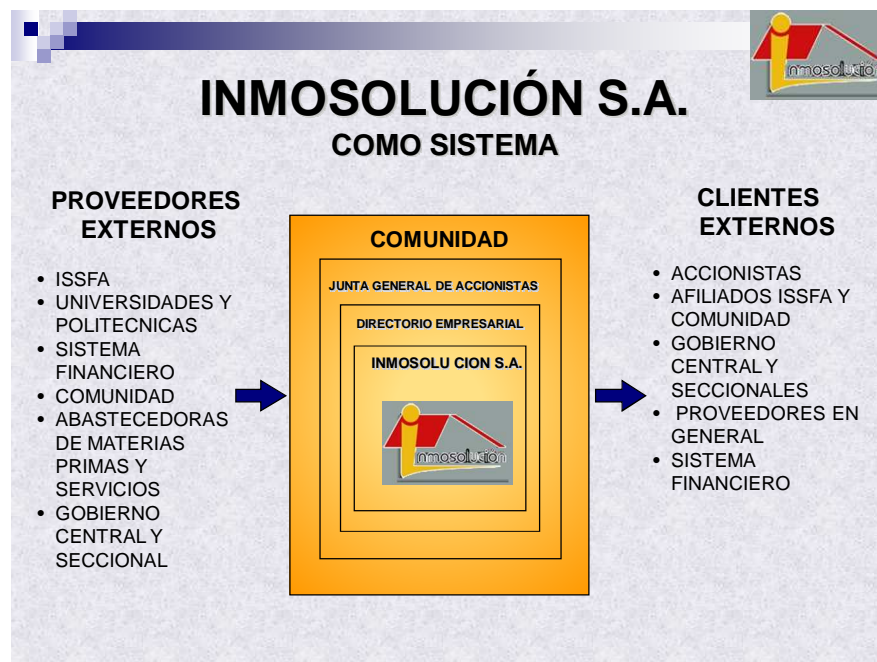 Inmosolución
INMOSOLUCIÓN S.A.
COMO SISTEMA
PROVEEDORES
EXTERNOS
• ISSFA
• UNIVERSIDADES Y
POLITECNICAS
• SISTEMA
FINANCIERO
• COMUNIDAD
• ABASTECEDORAS
DE MATERIAS
PRIMAS Y
SERVICIOS
• GOBIERNO
CENTRAL Y
SECCIONAL
COMUNIDAD
JUNTA GENERAL DE ACCIONISTAS
DIRECTORIO EMPRESARIAL
INMOSOLU CION S.A.
Inmosolución
CLIENTES
EXTERNOS
• ACCIONISTAS
• AFILIADOS ISSFA Y
COMUNIDAD
• GOBIERNO
CENTRAL Y
SECCIONALES
• PROVEEDORES EN
GENERAL
• SISTEMA
FINANCIERO